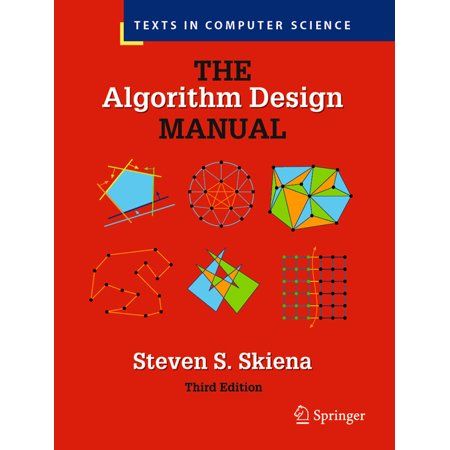 TEXTS IN COMPUTER SCIENCE
THE
Algorithm Design
MANUAL
Steven S. Skiena
Third Edition
Springer